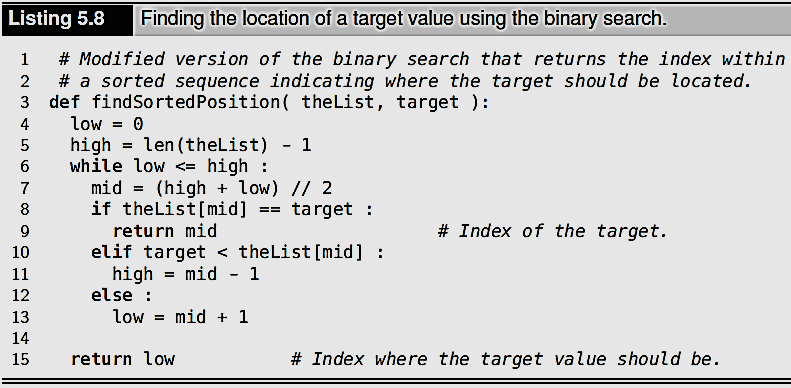 Listing 5.8 Finding the location of a target value using the binary search.
1 # Modified version of the binary search that returns the index within
2 # a sorted sequence indicating where the target should be located.
3 def findSortedPosition( theList, target ):
4 low = 0
5 high = len(theList) - 1
6 while low <= high :
7 mid = (high + low) // 2
8 if theList[mid] == target :
9 return mid # Index of the target.
10 elif target < theList[mid] :
11 high = mid - 1
12 else :
13 low = mid + 1
14
15 return low # Index where the target value should be.